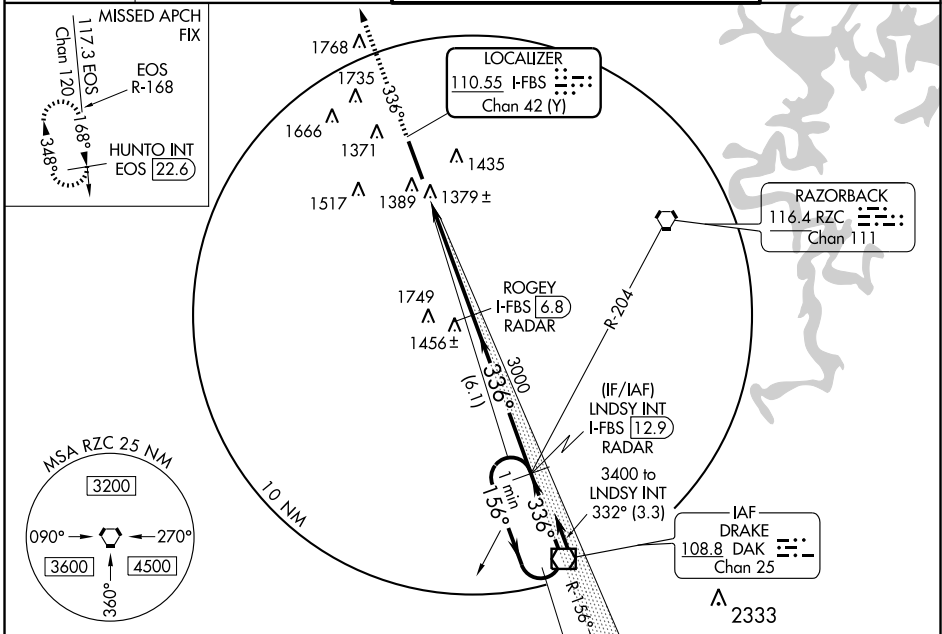 MISSED APCH
FIX
117.3 EOS
Chan 120
EOS
R-168
168°
348°
HUNTO INT
EOS 22.6
1768
1735
1666
1371
336°
1435
1517
1389
1379 ±
LOCALIZER
110.55 I-FBS
Chan 42 (Y)
RAZORBACK
116.4 RZC
Chan 111
R-204
ROGEY
I-FBS 6.8
RADAR
1749
1456 ±
3000
336°
(6.1)
(IF/IAF)
LNDSY INT
I-FBS 12.9
RADAR
3400 to
LNDSY INT
332° (3.3)
1 min
156°
336°
R-156°
10 NM
IAF
DRAKE
108.8 DAK
Chan 25
2333
MSA RZC 25 NM
3200
090°
270°
3600
4500
360°